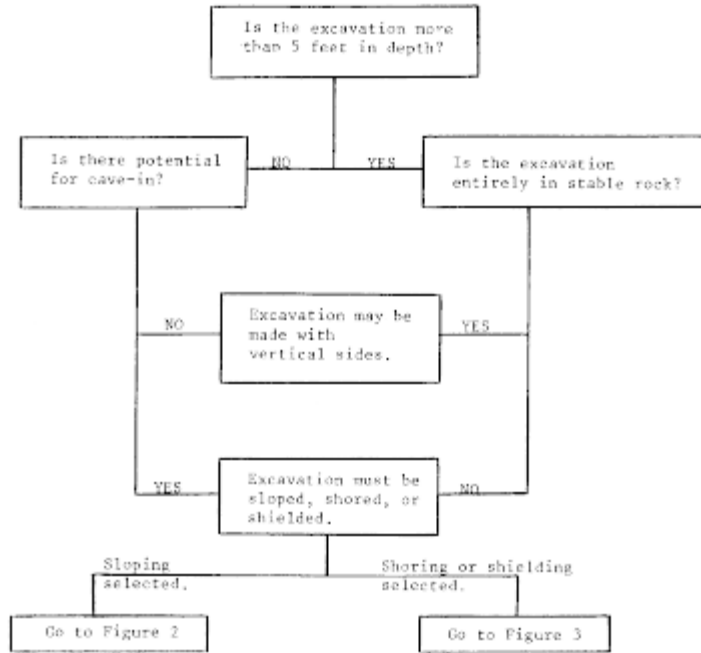 Is the excavation more
than 5 feet in depth?
Is there potential
for cave-in?
NO
YES
Is the excavation
entirely in stable rock?
NO
Excavation may be
made with
vertical sides.
YES
YES
Excavation must be
sloped, shored, or
shielded.
NO
Sloping
selected.
Shoring or shielding
selected.
Go to Figure 2
Go to Figure 3